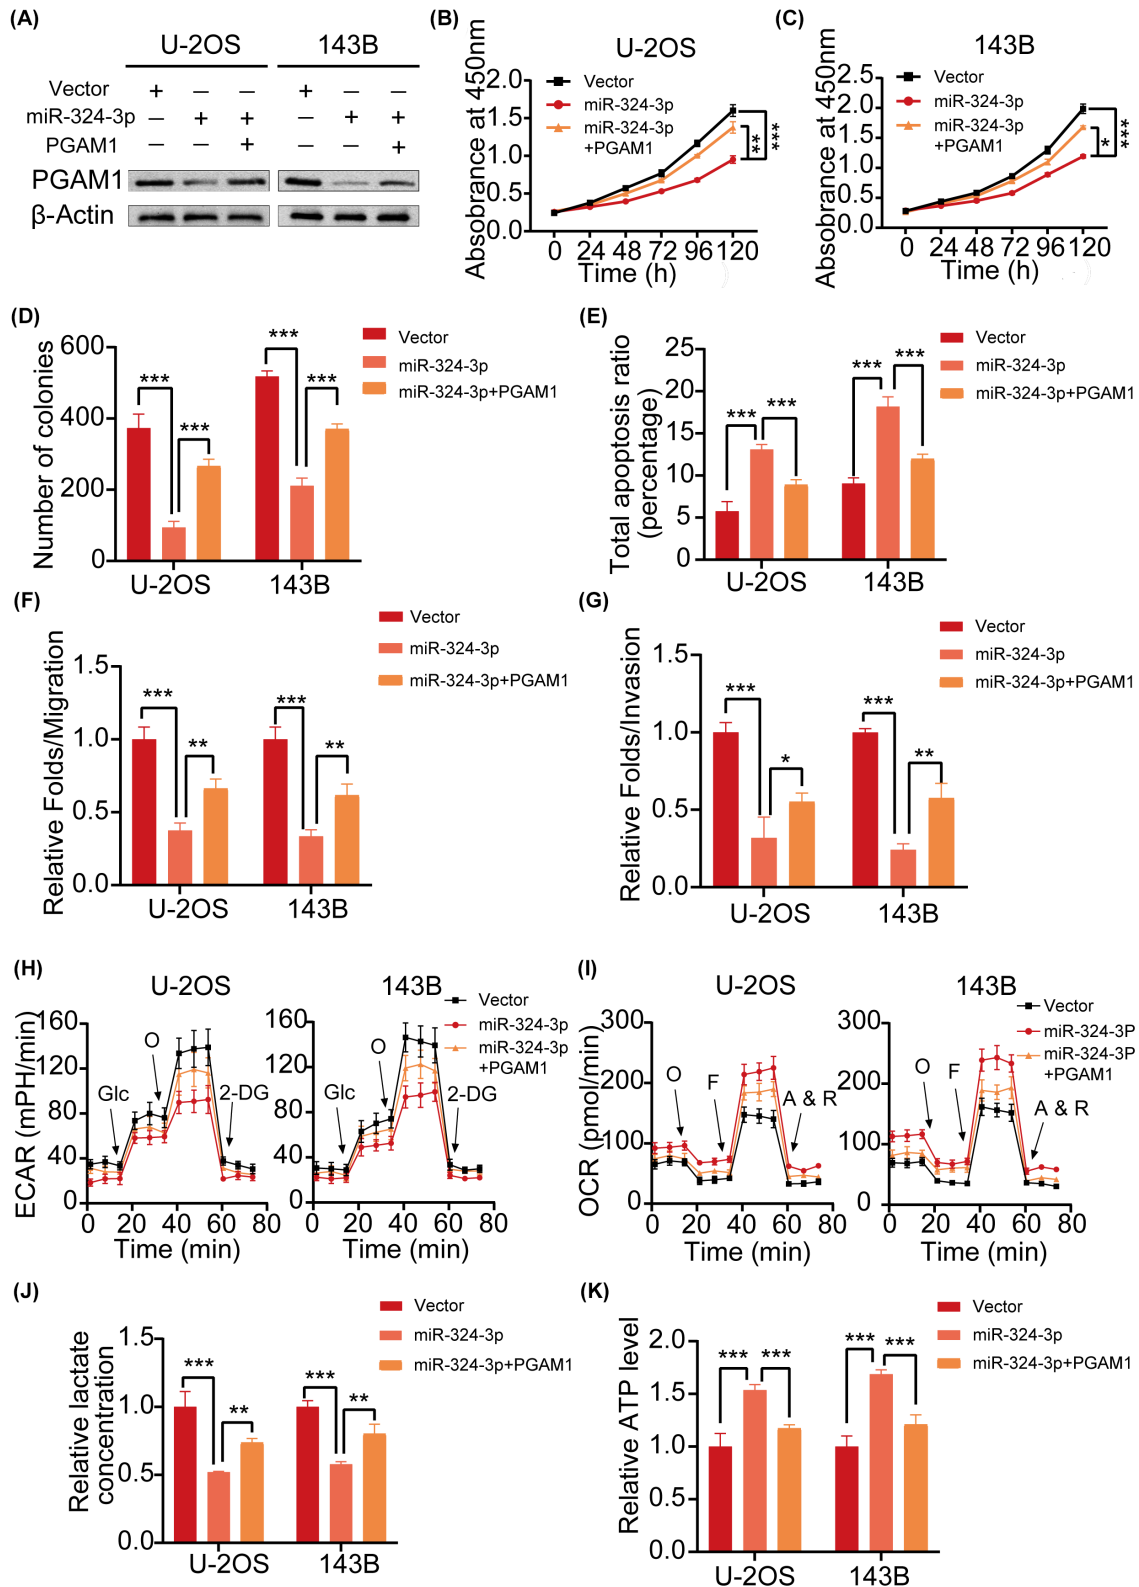 (A)
U-2OS 143B
Vector + – – + – –
miR-324-3p – + + – + +
PGAM1 – – + – – +
PGAM1
β-Actin
(B)
U-2OS
Absobrance at 450nm
2.0
1.5
1.0
0.5
0.0
0 24 48 72 96 120
Time (h)
Vector
miR-324-3p
miR-324-3p
+PGAM1
**
***
(C)
143B
Absobrance at 450nm
2.5
2.0
1.5
1.0
0.5
0.0
0 24 48 72 96 120
Time (h)
Vector
miR-324-3p
miR-324-3p
+PGAM1
*
***
(D)
Number of colonies
600
400
200
0
*** *** *** ***
U-2OS 143B
Vector
miR-324-3p
miR-324-3p+PGAM1
(E)
Total apoptosis ratio
(percentage)
25
20
15
10
5
0
*** *** *** ***
U-2OS 143B
Vector
miR-324-3p
miR-324-3p+PGAM1
(F)
Relative Folds/Migration
1.5
1.0
0.5
0.0
*** ** *** **
U-2OS 143B
Vector
miR-324-3p
miR-324-3p+PGAM1
(G)
Relative Folds/Invasion
1.5
1.0
0.5
0.0
*** * *** **
U-2OS 143B
Vector
miR-324-3p
miR-324-3p+PGAM1
(H)
U-2OS
ECAR (mPH/min)
160
120
80
40
0
Glc O 2-DG
0 20 40 60 80
Time (min)
143B
160
120
80
40
0
Glc O 2-DG
0 20 40 60 80
Time (min)
Vector
miR-324-3p
miR-324-3p
+PGAM1
(I)
U-2OS
OCR (pmol/min)
300
200
100
0
O F A & R
0 20 40 60 80
Time (min)
143B
300
200
100
0
O F A & R
0 20 40 60 80
Time (min)
Vector
miR-324-3P
miR-324-3P
+PGAM1
(J)
Relative lactate
concentration
1.5
1.0
0.5
0.0
*** ** *** **
U-2OS 143B
Vector
miR-324-3p
miR-324-3p+PGAM1
(K)
Relative ATP level
2.0
1.5
1.0
0.5
0.0
*** *** *** ***
U-2OS 143B
Vector
miR-324-3p
miR-324-3p+PGAM1